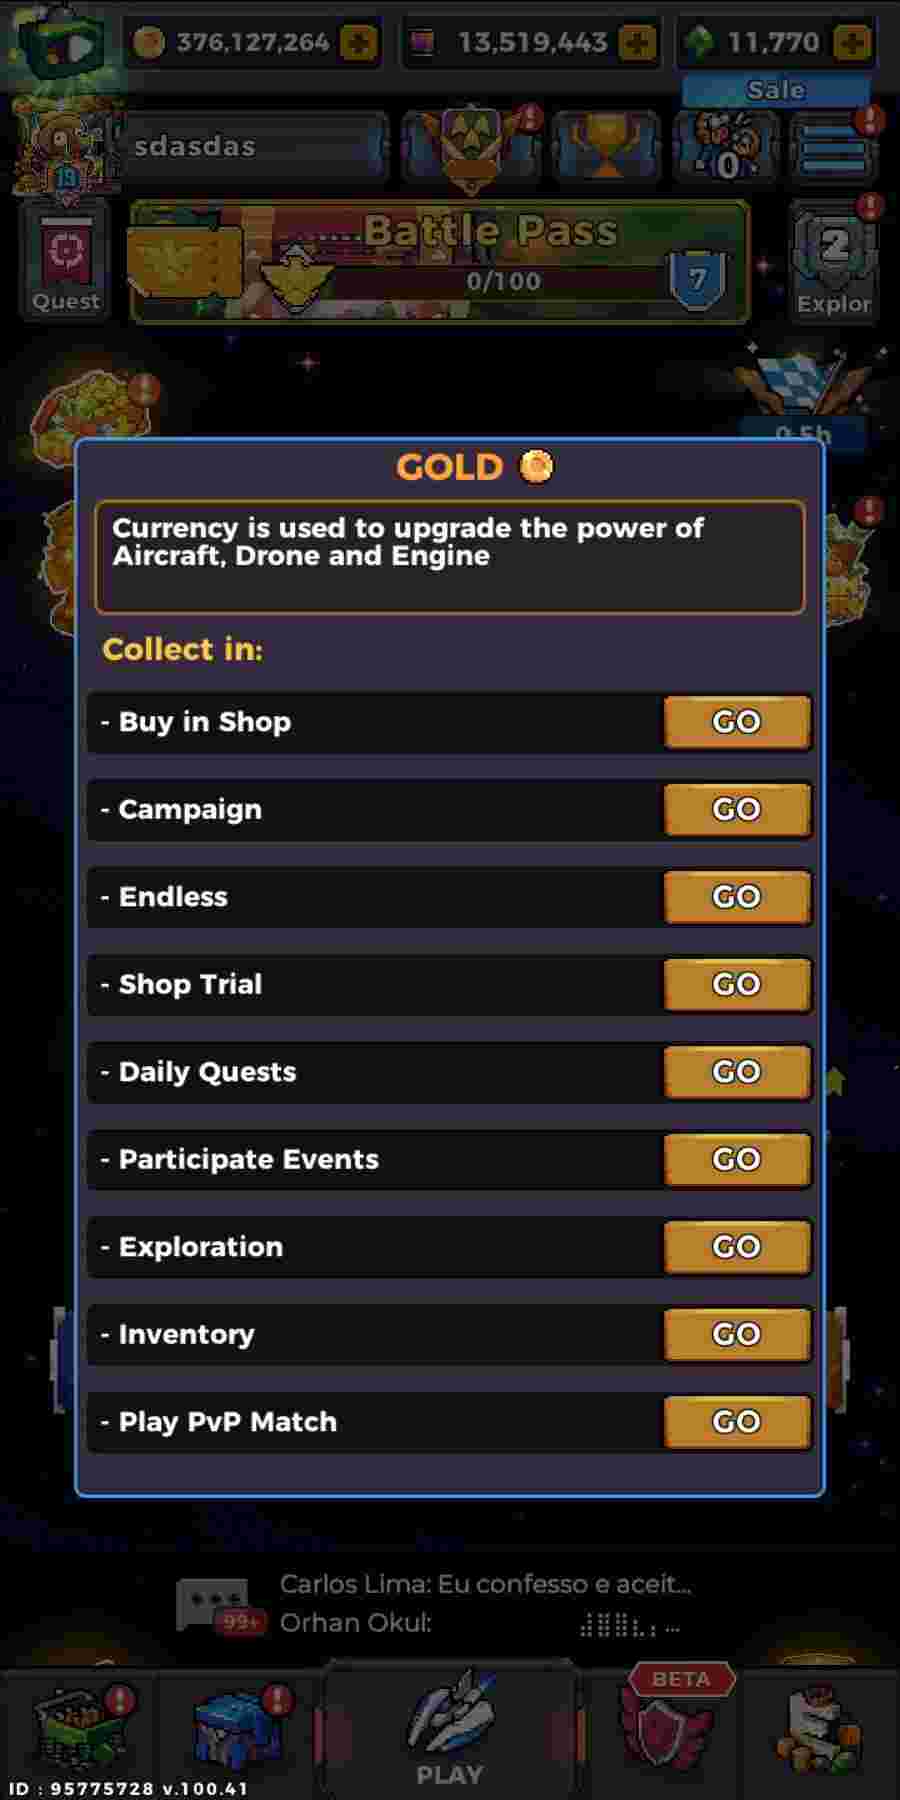 376,127,264
13,519,443
11,770
Sale
sdasdas
19
0
Quest
Battle Pass
0/100
7
2
Explor
0.5h
GOLD
Currency is used to upgrade the power of
Aircraft, Drone and Engine
Collect in:
- Buy in Shop GO
- Campaign GO
- Endless GO
- Shop Trial GO
- Daily Quests GO
- Participate Events GO
- Exploration GO
- Inventory GO
- Play PvP Match GO
Carlos Lima: Eu confesso e aceit...
99+
Orhan Okul:
BETA
PLAY
ID : 95775728 v.100.41